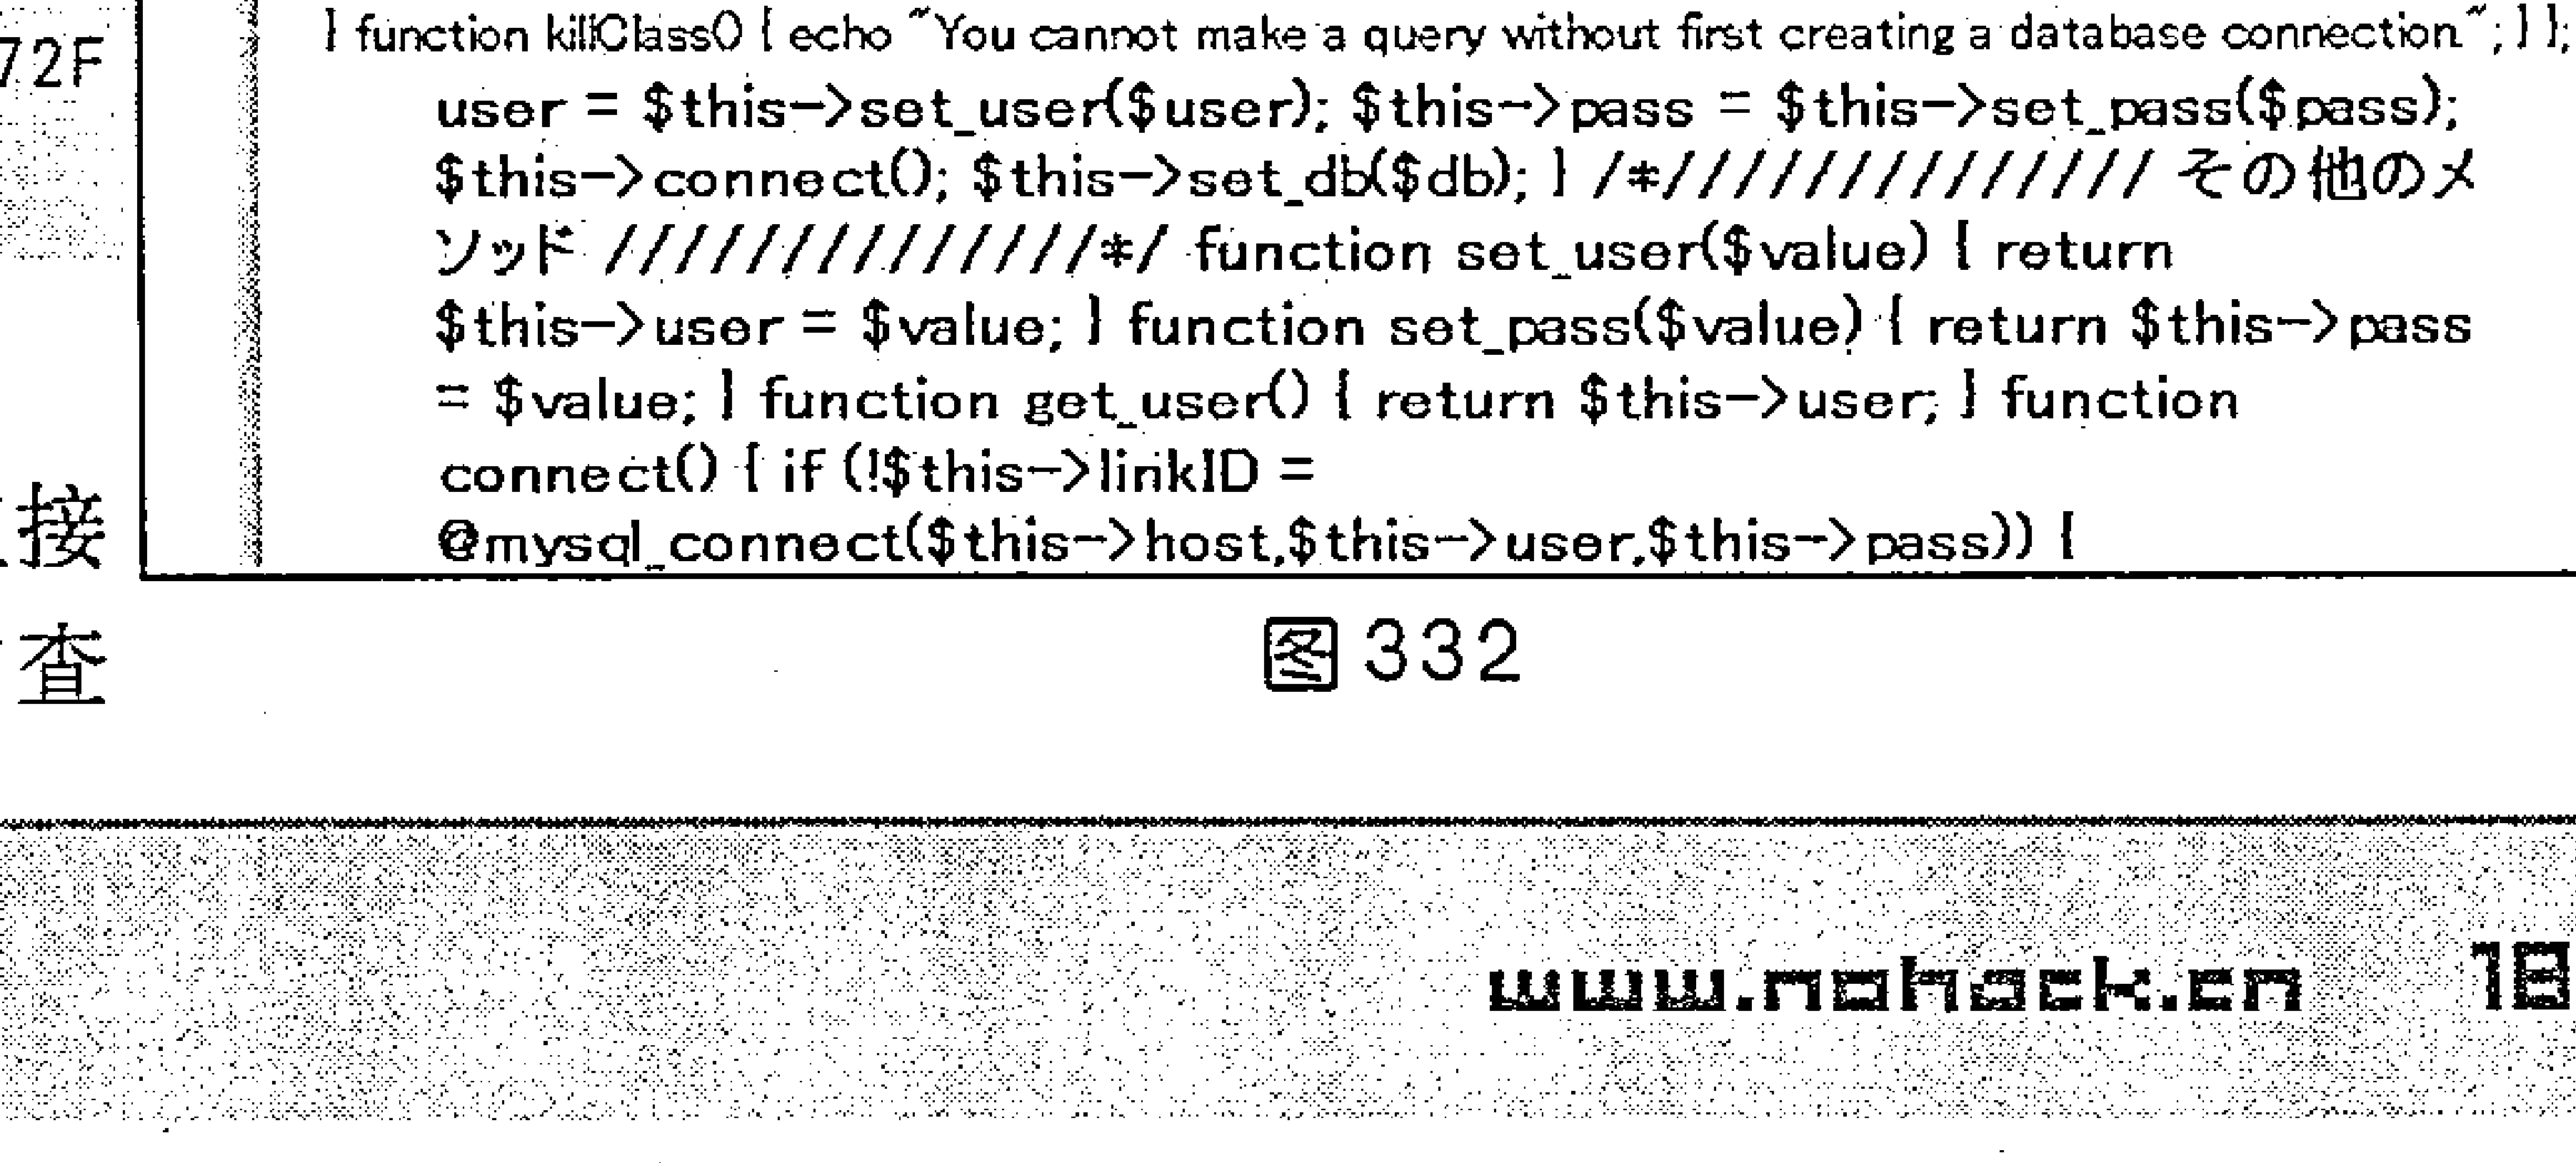 72F
} function killClass() { echo "You cannot make a query without first creating a database connection."; } };
user = $this->set_user($user); $this->pass = $this->set_pass($pass);
$this->connect(); $this->set_db($db); } /*////////////// その他のメ
ソッド //////////////*/ function set_user($value) { return
$this->user = $value; } function set_pass($value) { return $this->pass
= $value; } function get_user() { return $this->user; } function
connect() { if (!$this->linkID =
@mysql_connect($this->host,$this->user,$this->pass)) {
接
查
图332
www.nohack.cn 18